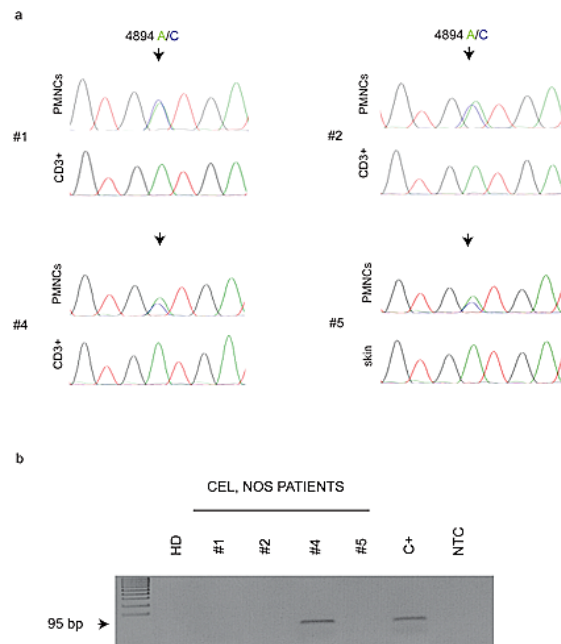 a
4894 A/C
4894 A/C
#1
PMNCs
CD3+
#2
PMNCs
CD3+
#4
PMNCs
CD3+
#5
PMNCs
skin
b
CEL, NOS PATIENTS
HD #1 #2 #4 #5 C+ NTC
95 bp